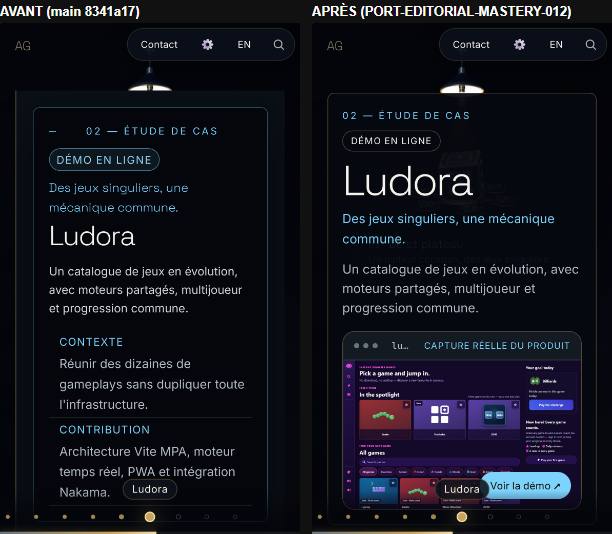 AVANT (main 8341a17)
AG
Contact
EN
— 02 — ÉTUDE DE CAS
DÉMO EN LIGNE
Des jeux singuliers, une
mécanique commune.
Ludora
Un catalogue de jeux en évolution,
avec moteurs partagés, multijoueur
et progression commune.
CONTEXTE
Réunir des dizaines de
gameplays sans dupliquer toute
l'infrastructure.
CONTRIBUTION
Architecture Vite MPA, moteur
temps réel, PWA et intégration
Nakama.
Ludora
APRÈS (PORT-EDITORIAL-MASTERY-012)
AG
Contact
EN
02 — ÉTUDE DE CAS
DÉMO EN LIGNE
Ludora
Des jeux singuliers, une mécanique
commune.
Un catalogue de jeux en évolution, avec
moteurs partagés, multijoueur et
progression commune.
lu…
CAPTURE RÉELLE DU PRODUIT
Pick a game and jump in.
In the spotlight
All games
Your goal today
Ludora
Voir la démo ↗